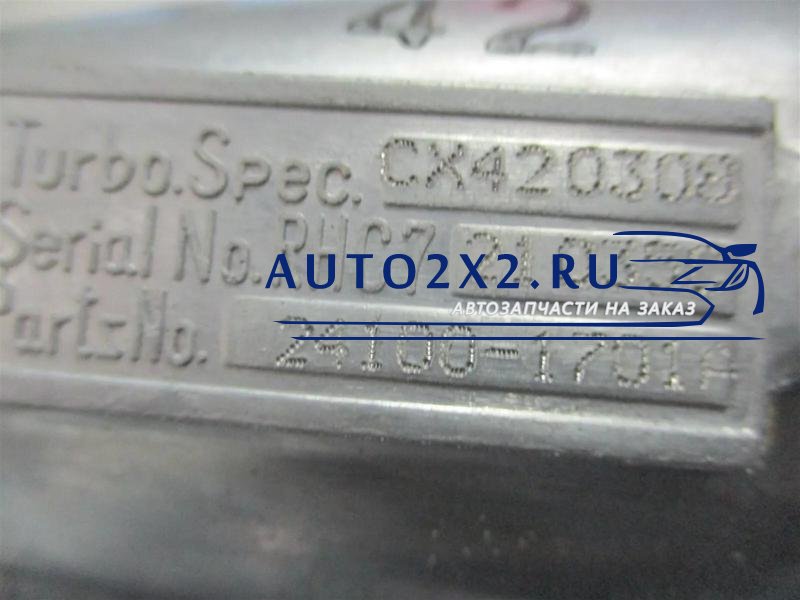 42
Turbo.Spec. CX420308
Serial No. RHC7
Parts No. 24100-1701A
AUTO2X2.RU
АВТОЗАПЧАСТИ НА ЗАКАЗ